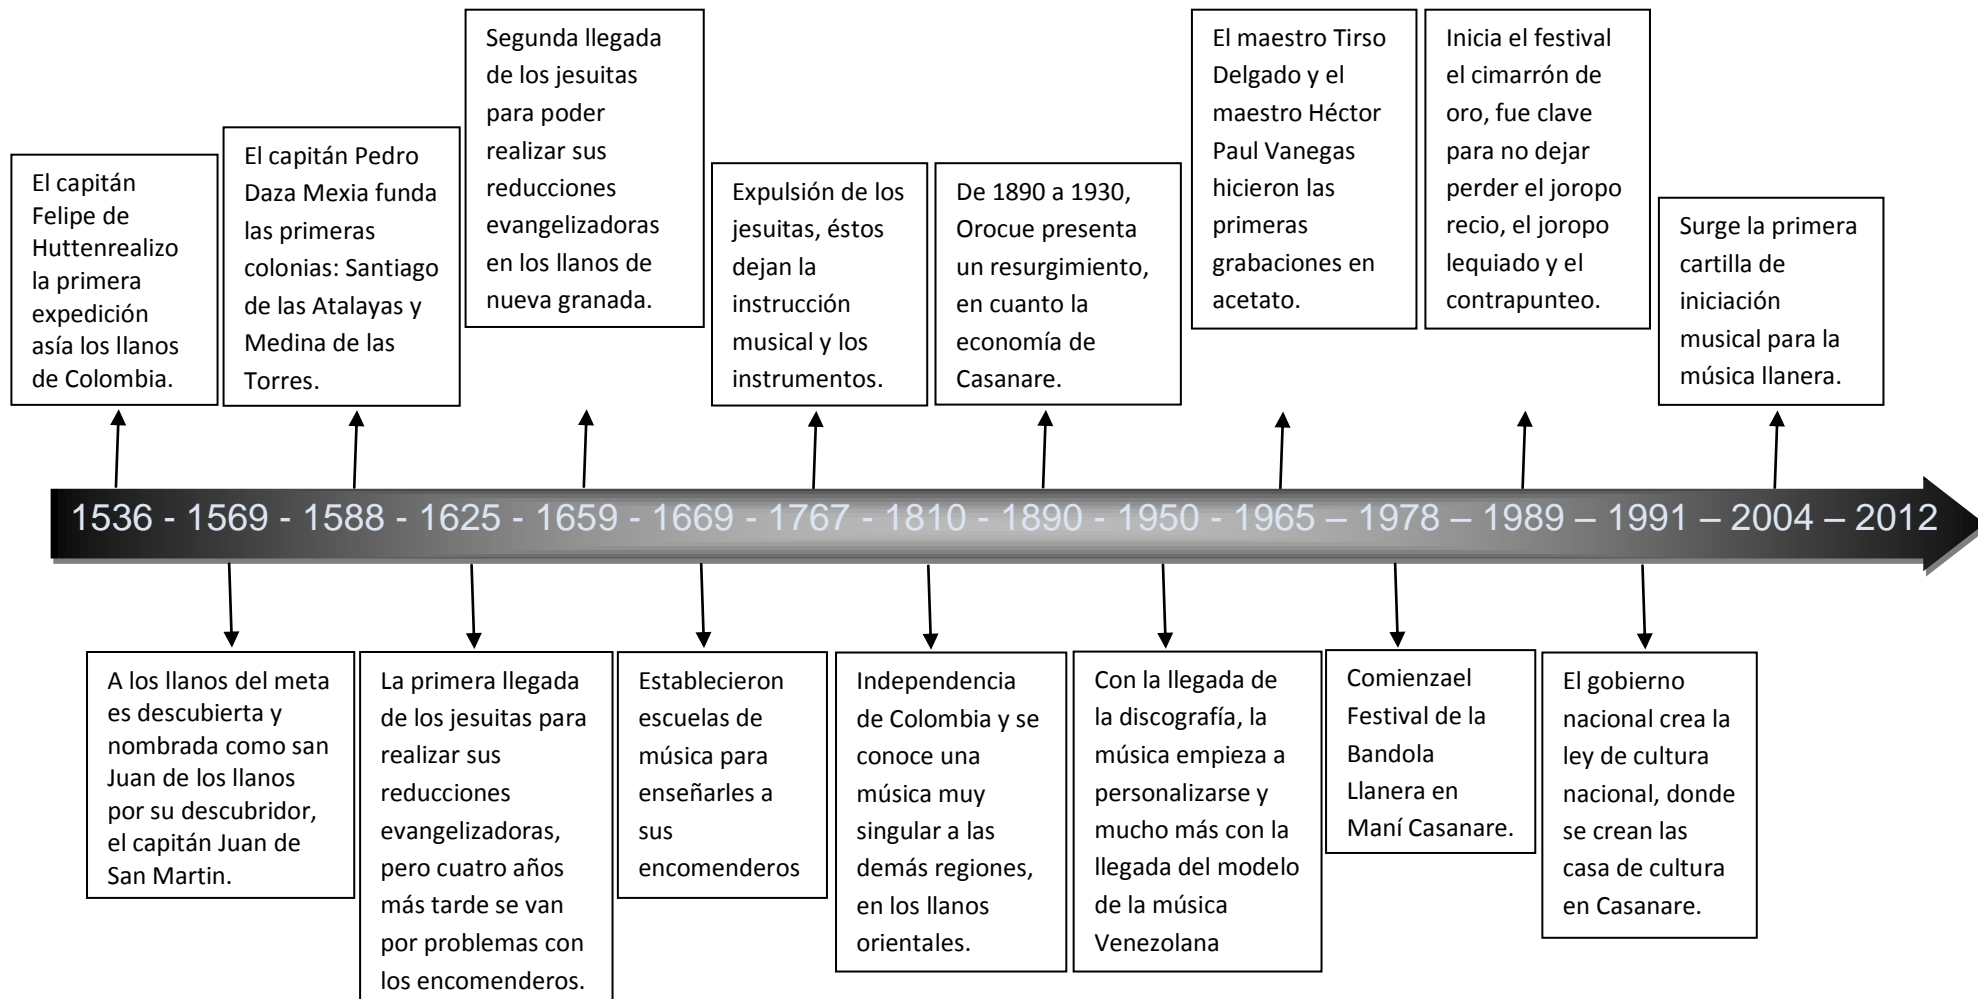 El capitán
Felipe de
Huttenrealizo
la primera
expedición
asía los llanos
de Colombia.
El capitán Pedro
Daza Mexia funda
las primeras
colonias: Santiago
de las Atalayas y
Medina de las
Torres.
Segunda llegada
de los jesuitas
para poder
realizar sus
reducciones
evangelizadoras
en los llanos de
nueva granada.
Expulsión de los
jesuitas, éstos
dejan la
instrucción
musical y los
instrumentos.
De 1890 a 1930,
Orocue presenta
un resurgimiento,
en cuanto la
economía de
Casanare.
El maestro Tirso
Delgado y el
maestro Héctor
Paul Vanegas
hicieron las
primeras
grabaciones en
acetato.
Inicia el festival
el cimarrón de
oro, fue clave
para no dejar
perder el joropo
recio, el joropo
lequiado y el
contrapunteo.
Surge la primera
cartilla de
iniciación
musical para la
música llanera.
1536 - 1569 - 1588 - 1625 - 1659 - 1669 - 1767 - 1810 - 1890 - 1950 - 1965 – 1978 – 1989 – 1991 – 2004 – 2012
A los llanos del meta
es descubierta y
nombrada como san
Juan de los llanos
por su descubridor,
el capitán Juan de
San Martin.
La primera llegada
de los jesuitas para
realizar sus
reducciones
evangelizadoras,
pero cuatro años
más tarde se van
por problemas con
los encomenderos.
Establecieron
escuelas de
música para
enseñarles a
sus
encomenderos
Independencia
de Colombia y se
conoce una
música muy
singular a las
demás regiones,
en los llanos
orientales.
Con la llegada de
la discografía, la
música empieza a
personalizarse y
mucho más con la
llegada del modelo
de la música
Venezolana
Comienzael
Festival de la
Bandola
Llanera en
Maní Casanare.
El gobierno
nacional crea la
ley de cultura
nacional, donde
se crean las
casa de cultura
en Casanare.